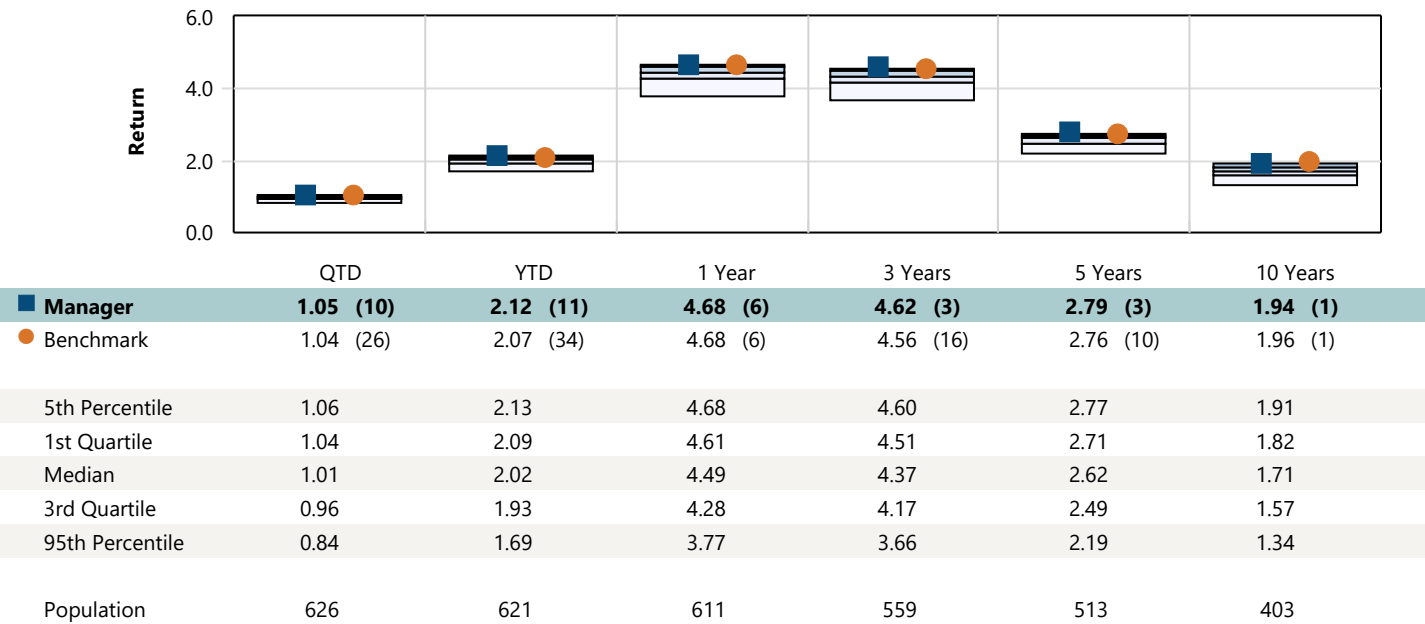 6.0
4.0
2.0
0.0
Return
QTD YTD 1 Year 3 Years 5 Years 10 Years
Manager 1.05 (10) 2.12 (11) 4.68 (6) 4.62 (3) 2.79 (3) 1.94 (1)
Benchmark 1.04 (26) 2.07 (34) 4.68 (6) 4.56 (16) 2.76 (10) 1.96 (1)
5th Percentile 1.06 2.13 4.68 4.60 2.77 1.91
1st Quartile 1.04 2.09 4.61 4.51 2.71 1.82
Median 1.01 2.02 4.49 4.37 2.62 1.71
3rd Quartile 0.96 1.93 4.28 4.17 2.49 1.57
95th Percentile 0.84 1.69 3.77 3.66 2.19 1.34
Population 626 621 611 559 513 403